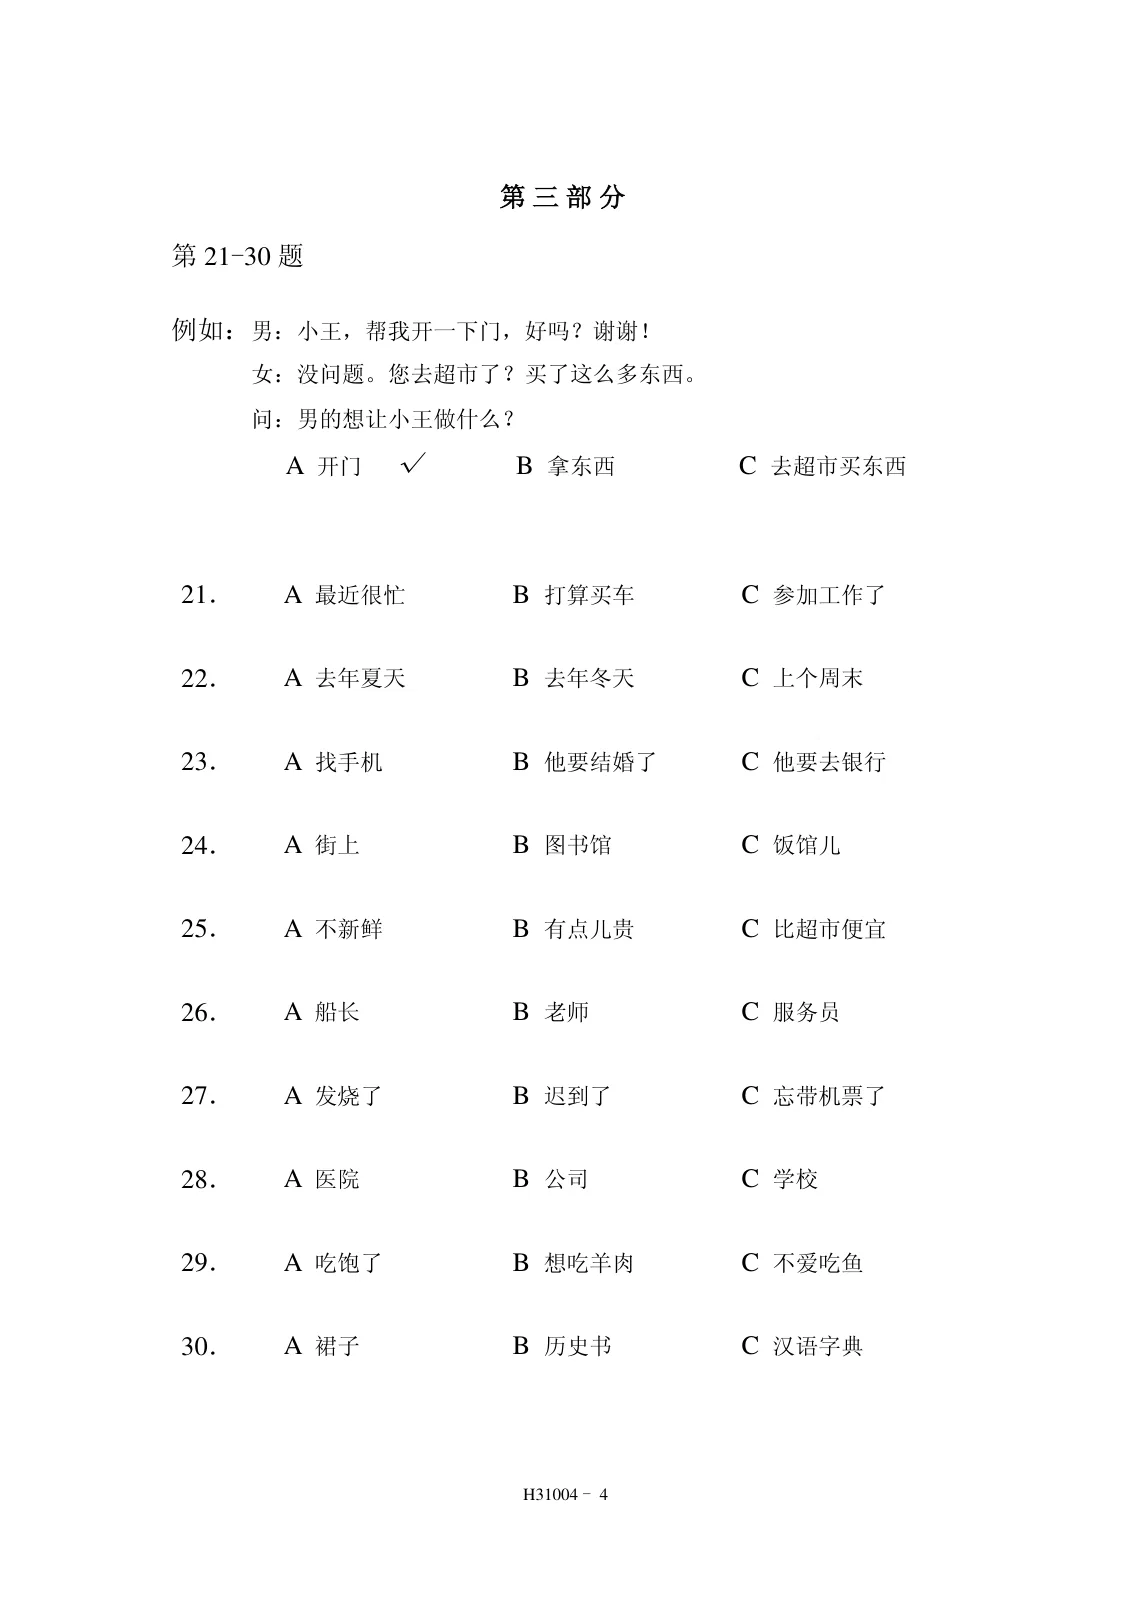 第三部分
第 21-30 题
例如：男：小王，帮我开一下门，好吗？谢谢！
女：没问题。您去超市了？买了这么多东西。
问：男的想让小王做什么？
A 开门 √ B 拿东西 C 去超市买东西
21． A 最近很忙 B 打算买车 C 参加工作了
22． A 去年夏天 B 去年冬天 C 上个周末
23． A 找手机 B 他要结婚了 C 他要去银行
24． A 街上 B 图书馆 C 饭馆儿
25． A 不新鲜 B 有点儿贵 C 比超市便宜
26． A 船长 B 老师 C 服务员
27． A 发烧了 B 迟到了 C 忘带机票了
28． A 医院 B 公司 C 学校
29． A 吃饱了 B 想吃羊肉 C 不爱吃鱼
30． A 裙子 B 历史书 C 汉语字典
H31004 - 4